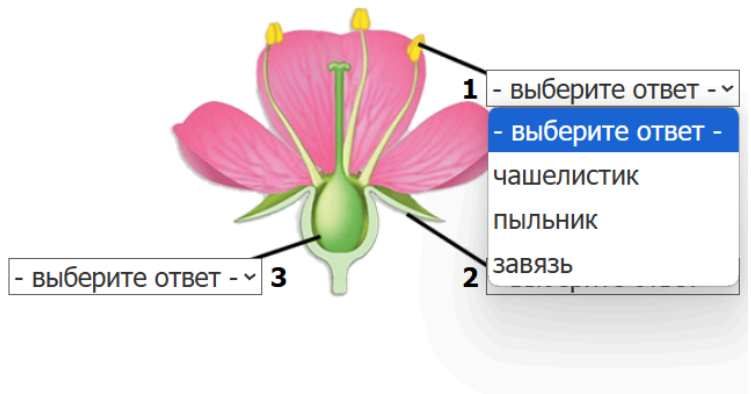 1 - выберите ответ -
- выберите ответ -
чашелистик
пыльник
завязь
- выберите ответ - 3
2